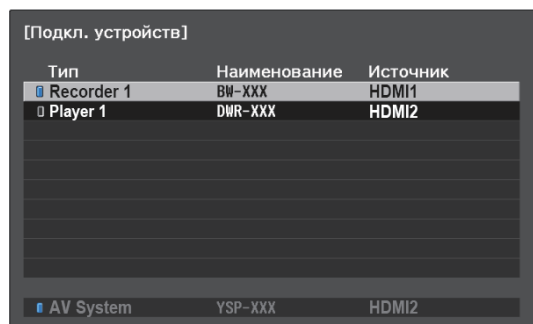 [Подкл. устройств]
Тип Наименование Источник
Recorder 1 BW-XXX HDMI1
Player 1 DWR-XXX HDMI2
AV System YSP-XXX HDMI2